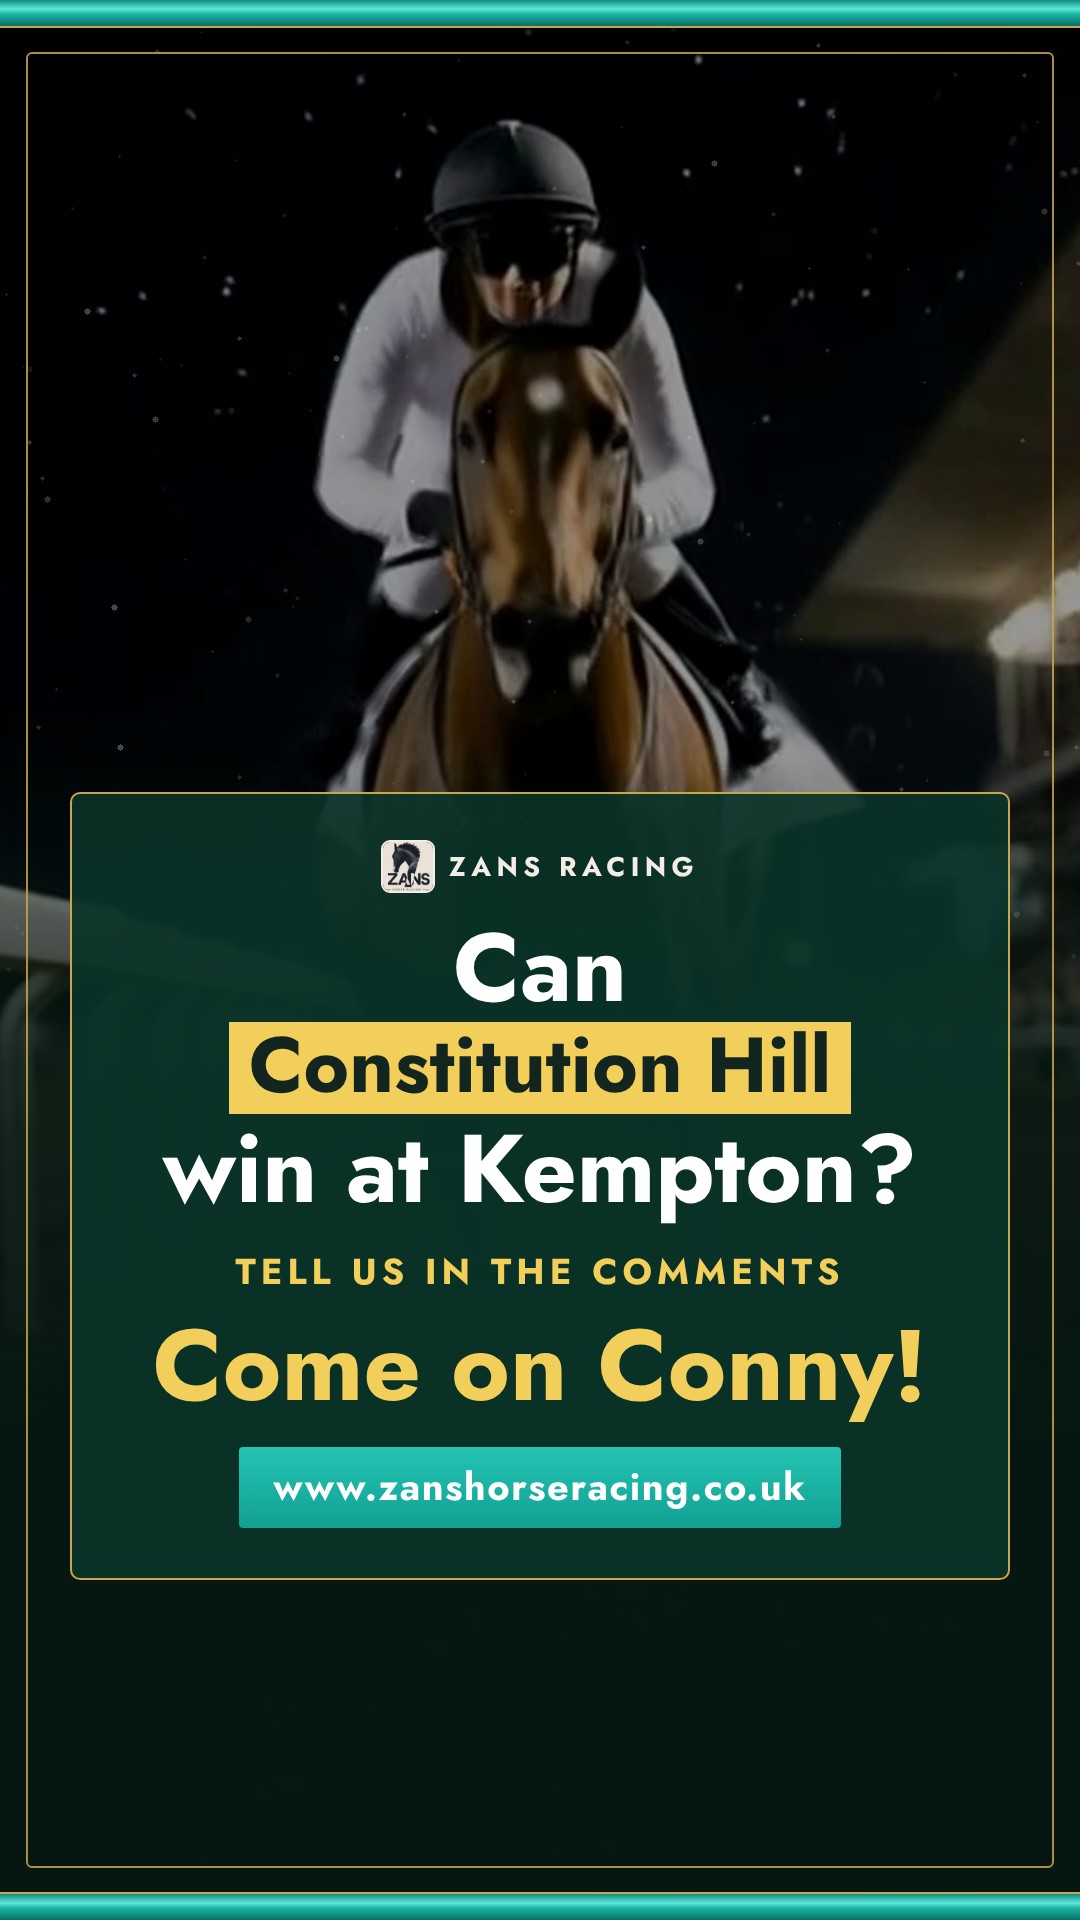 ZANS
ZANS RACING
Can
Constitution Hill
win at Kempton?
TELL US IN THE COMMENTS
Come on Conny!
www.zanshorseracing.co.uk